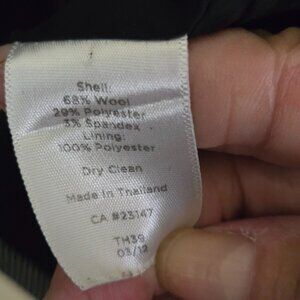 Shell:
68% Wool
29% Polyester
3% Spandex
Lining:
100% Polyester
Dry Clean
Made in Thailand
CA #23147
TH39
03/12